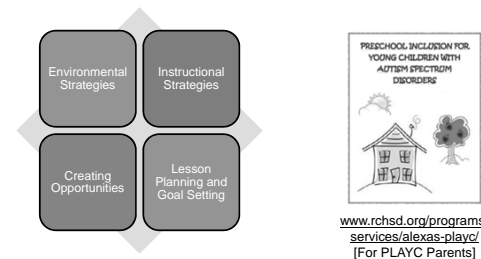 Environmental
Strategies
Instructional
Strategies
Creating
Opportunities
Lesson
Planning and
Goal Setting
PRESCHOOL INCLUSION FOR
YOUNG CHILDREN WITH
AUTISM SPECTRUM
DISORDERS
www.rchsd.org/programs
services/alexas-playc/
[For PLAYC Parents]